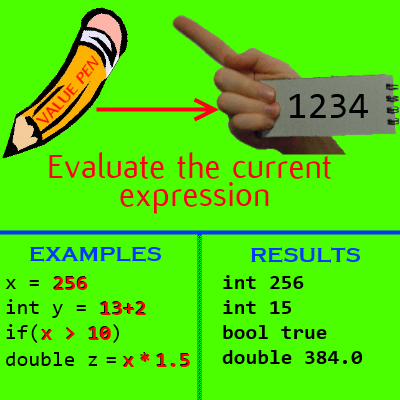 VALUE PEN
1234
Evaluate the current
expression
EXAMPLES
x = 256
int y = 13+2
if(x > 10)
double z = x * 1.5
RESULTS
int 256
int 15
bool true
double 384.0